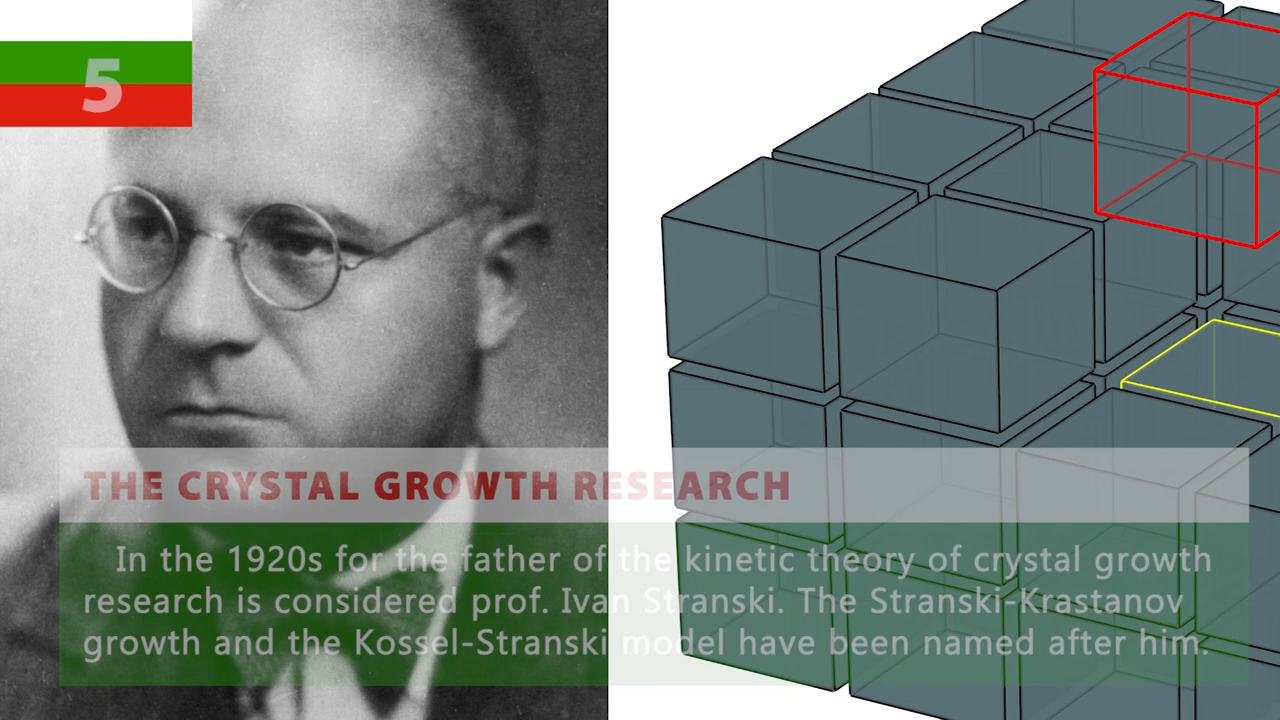 5
THE CRYSTAL GROWTH RESEARCH
In the 1920s for the father of the kinetic theory of crystal growth
research is considered prof. Ivan Stranski. The Stranski-Krastanov
growth and the Kossel-Stranski model have been named after him.